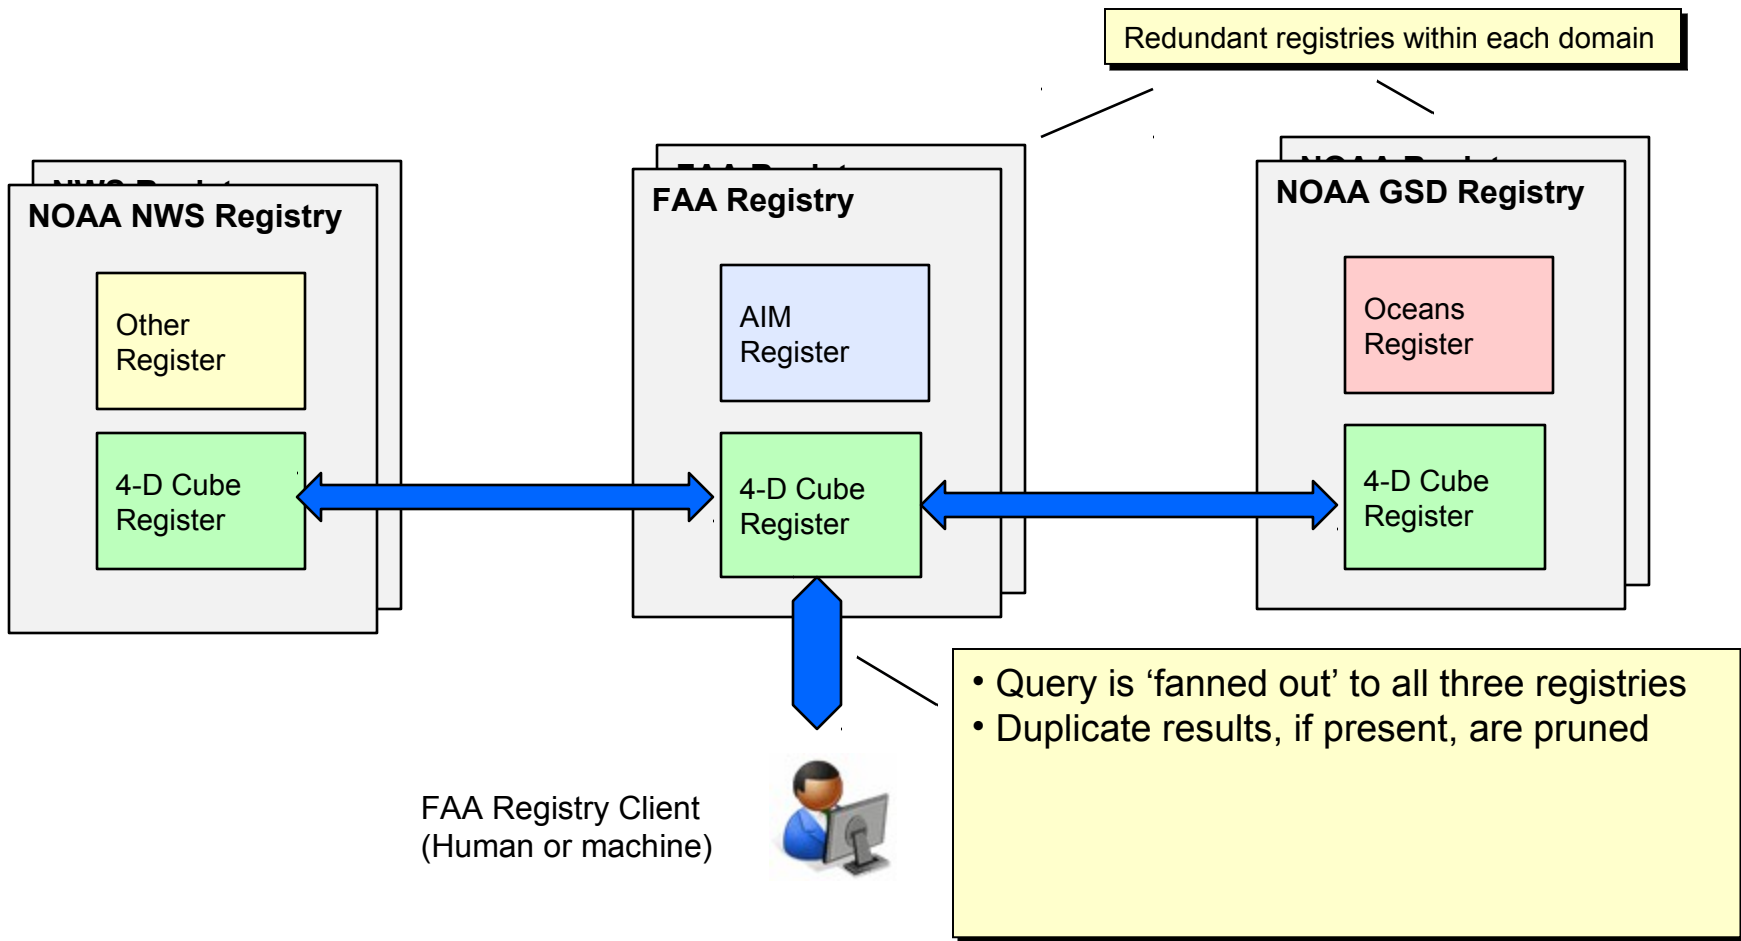 Redundant registries within each domain
NOAA NWS Registry
Other
Register
4-D Cube
Register
FAA Registry
AIM
Register
4-D Cube
Register
NOAA GSD Registry
Oceans
Register
4-D Cube
Register
• Query is ‘fanned out’ to all three registries
• Duplicate results, if present, are pruned
FAA Registry Client
(Human or machine)